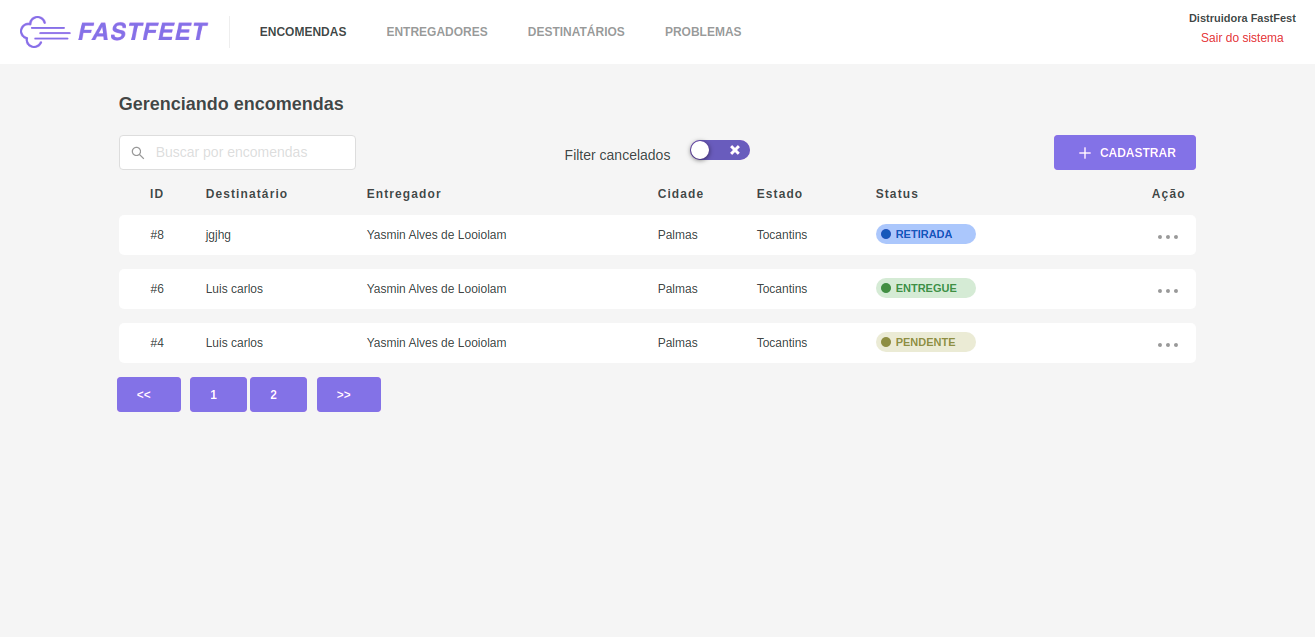 FASTFEET ENCOMENDAS ENTREGADORES DESTINATÁRIOS PROBLEMAS Distruidora FastFest
Sair do sistema
Gerenciando encomendas
Buscar por encomendas Filter cancelados CADASTRAR
ID Destinatário Entregador Cidade Estado Status Ação
#8 jgjhg Yasmin Alves de Looiolam Palmas Tocantins RETIRADA
#6 Luis carlos Yasmin Alves de Looiolam Palmas Tocantins ENTREGUE
#4 Luis carlos Yasmin Alves de Looiolam Palmas Tocantins PENDENTE
<< 1 2 >>